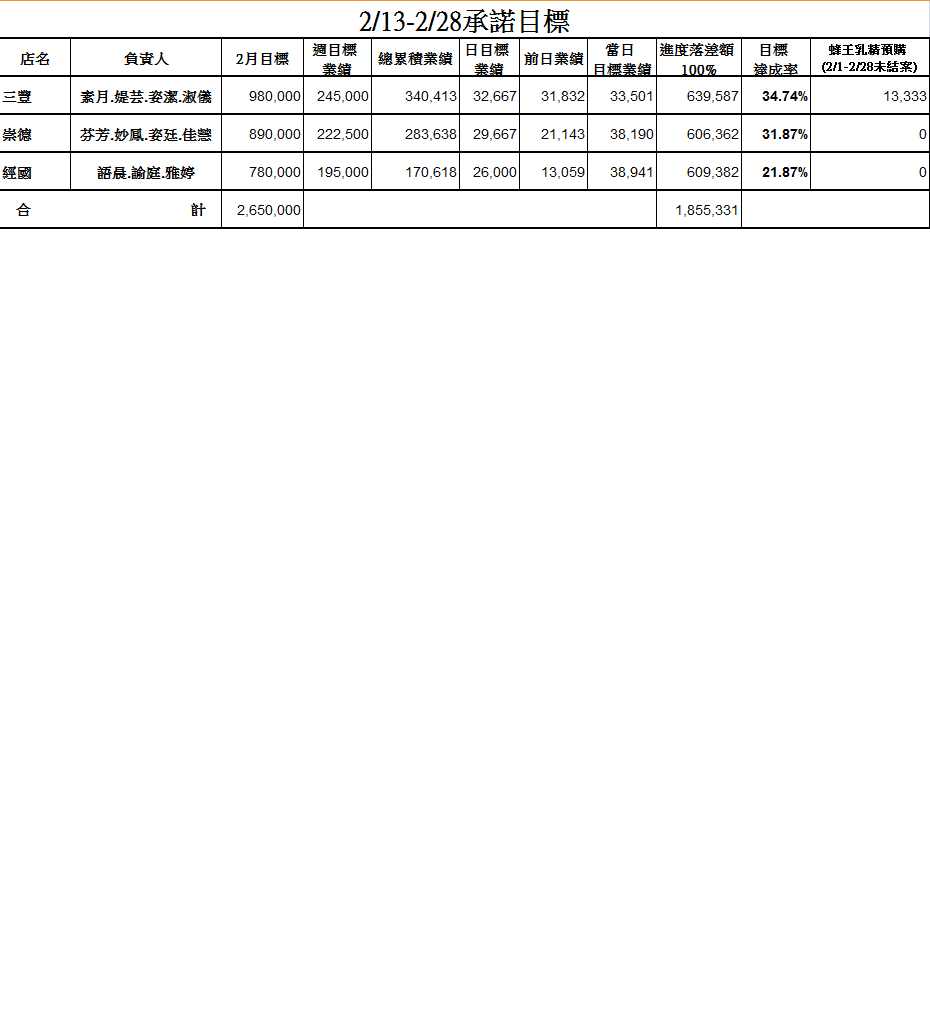 2/13-2/28承諾目標
店名 負責人 2月目標 週目標 總累積業績 日目標 前日業績 當日 進度落差額 目標 蜂王乳精預購
業績 業績 目標業績 100% 達成率 (2/1-2/28未結案)
三豐 素月.媞芸.姿潔.淑儀 980,000 245,000 340,413 32,667 31,832 33,501 639,587 34.74% 13,333
崇德 芬芳.妙鳳.姿廷.佳慧 890,000 222,500 283,638 29,667 21,143 38,190 606,362 31.87% 0
經國 語晨.諭庭.雅婷 780,000 195,000 170,618 26,000 13,059 38,941 609,382 21.87% 0
合 計 2,650,000 1,855,331